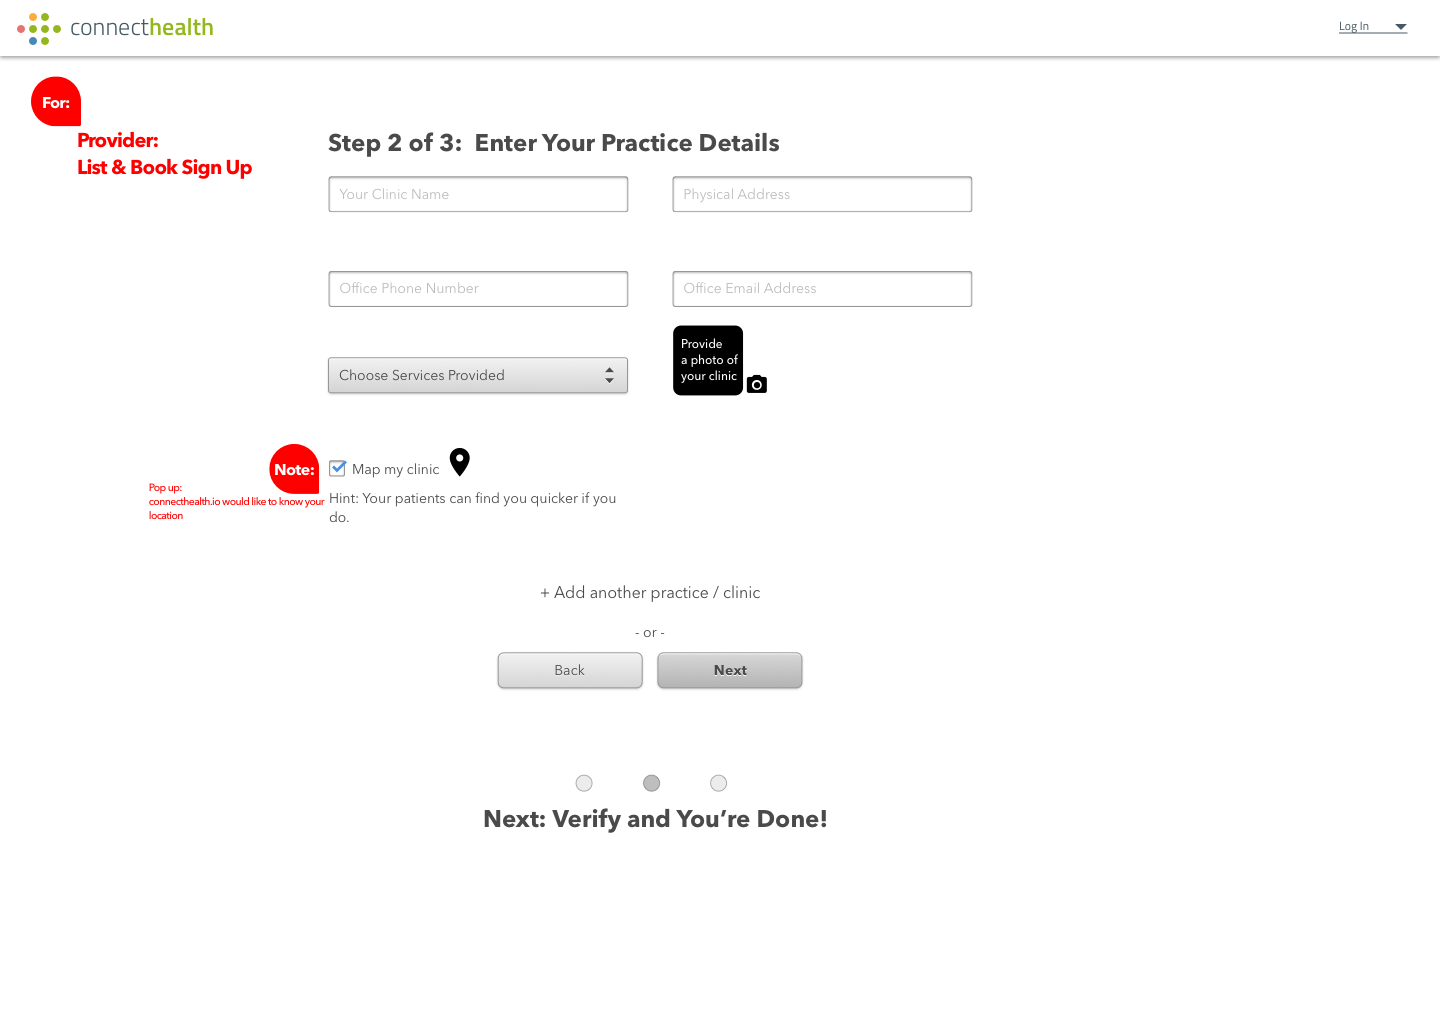 connecthealth
Log In
For:
Provider:
List & Book Sign Up
Step 2 of 3:  Enter Your Practice Details
Your Clinic Name
Physical Address
Office Phone Number
Office Email Address
Choose Services Provided
Provide
a photo of
your clinic
Note:
Pop up:
connecthealth.io would like to know your
location
Map my clinic
Hint: Your patients can find you quicker if you
do.
+ Add another practice / clinic
- or -
Back
Next
Next: Verify and You’re Done!